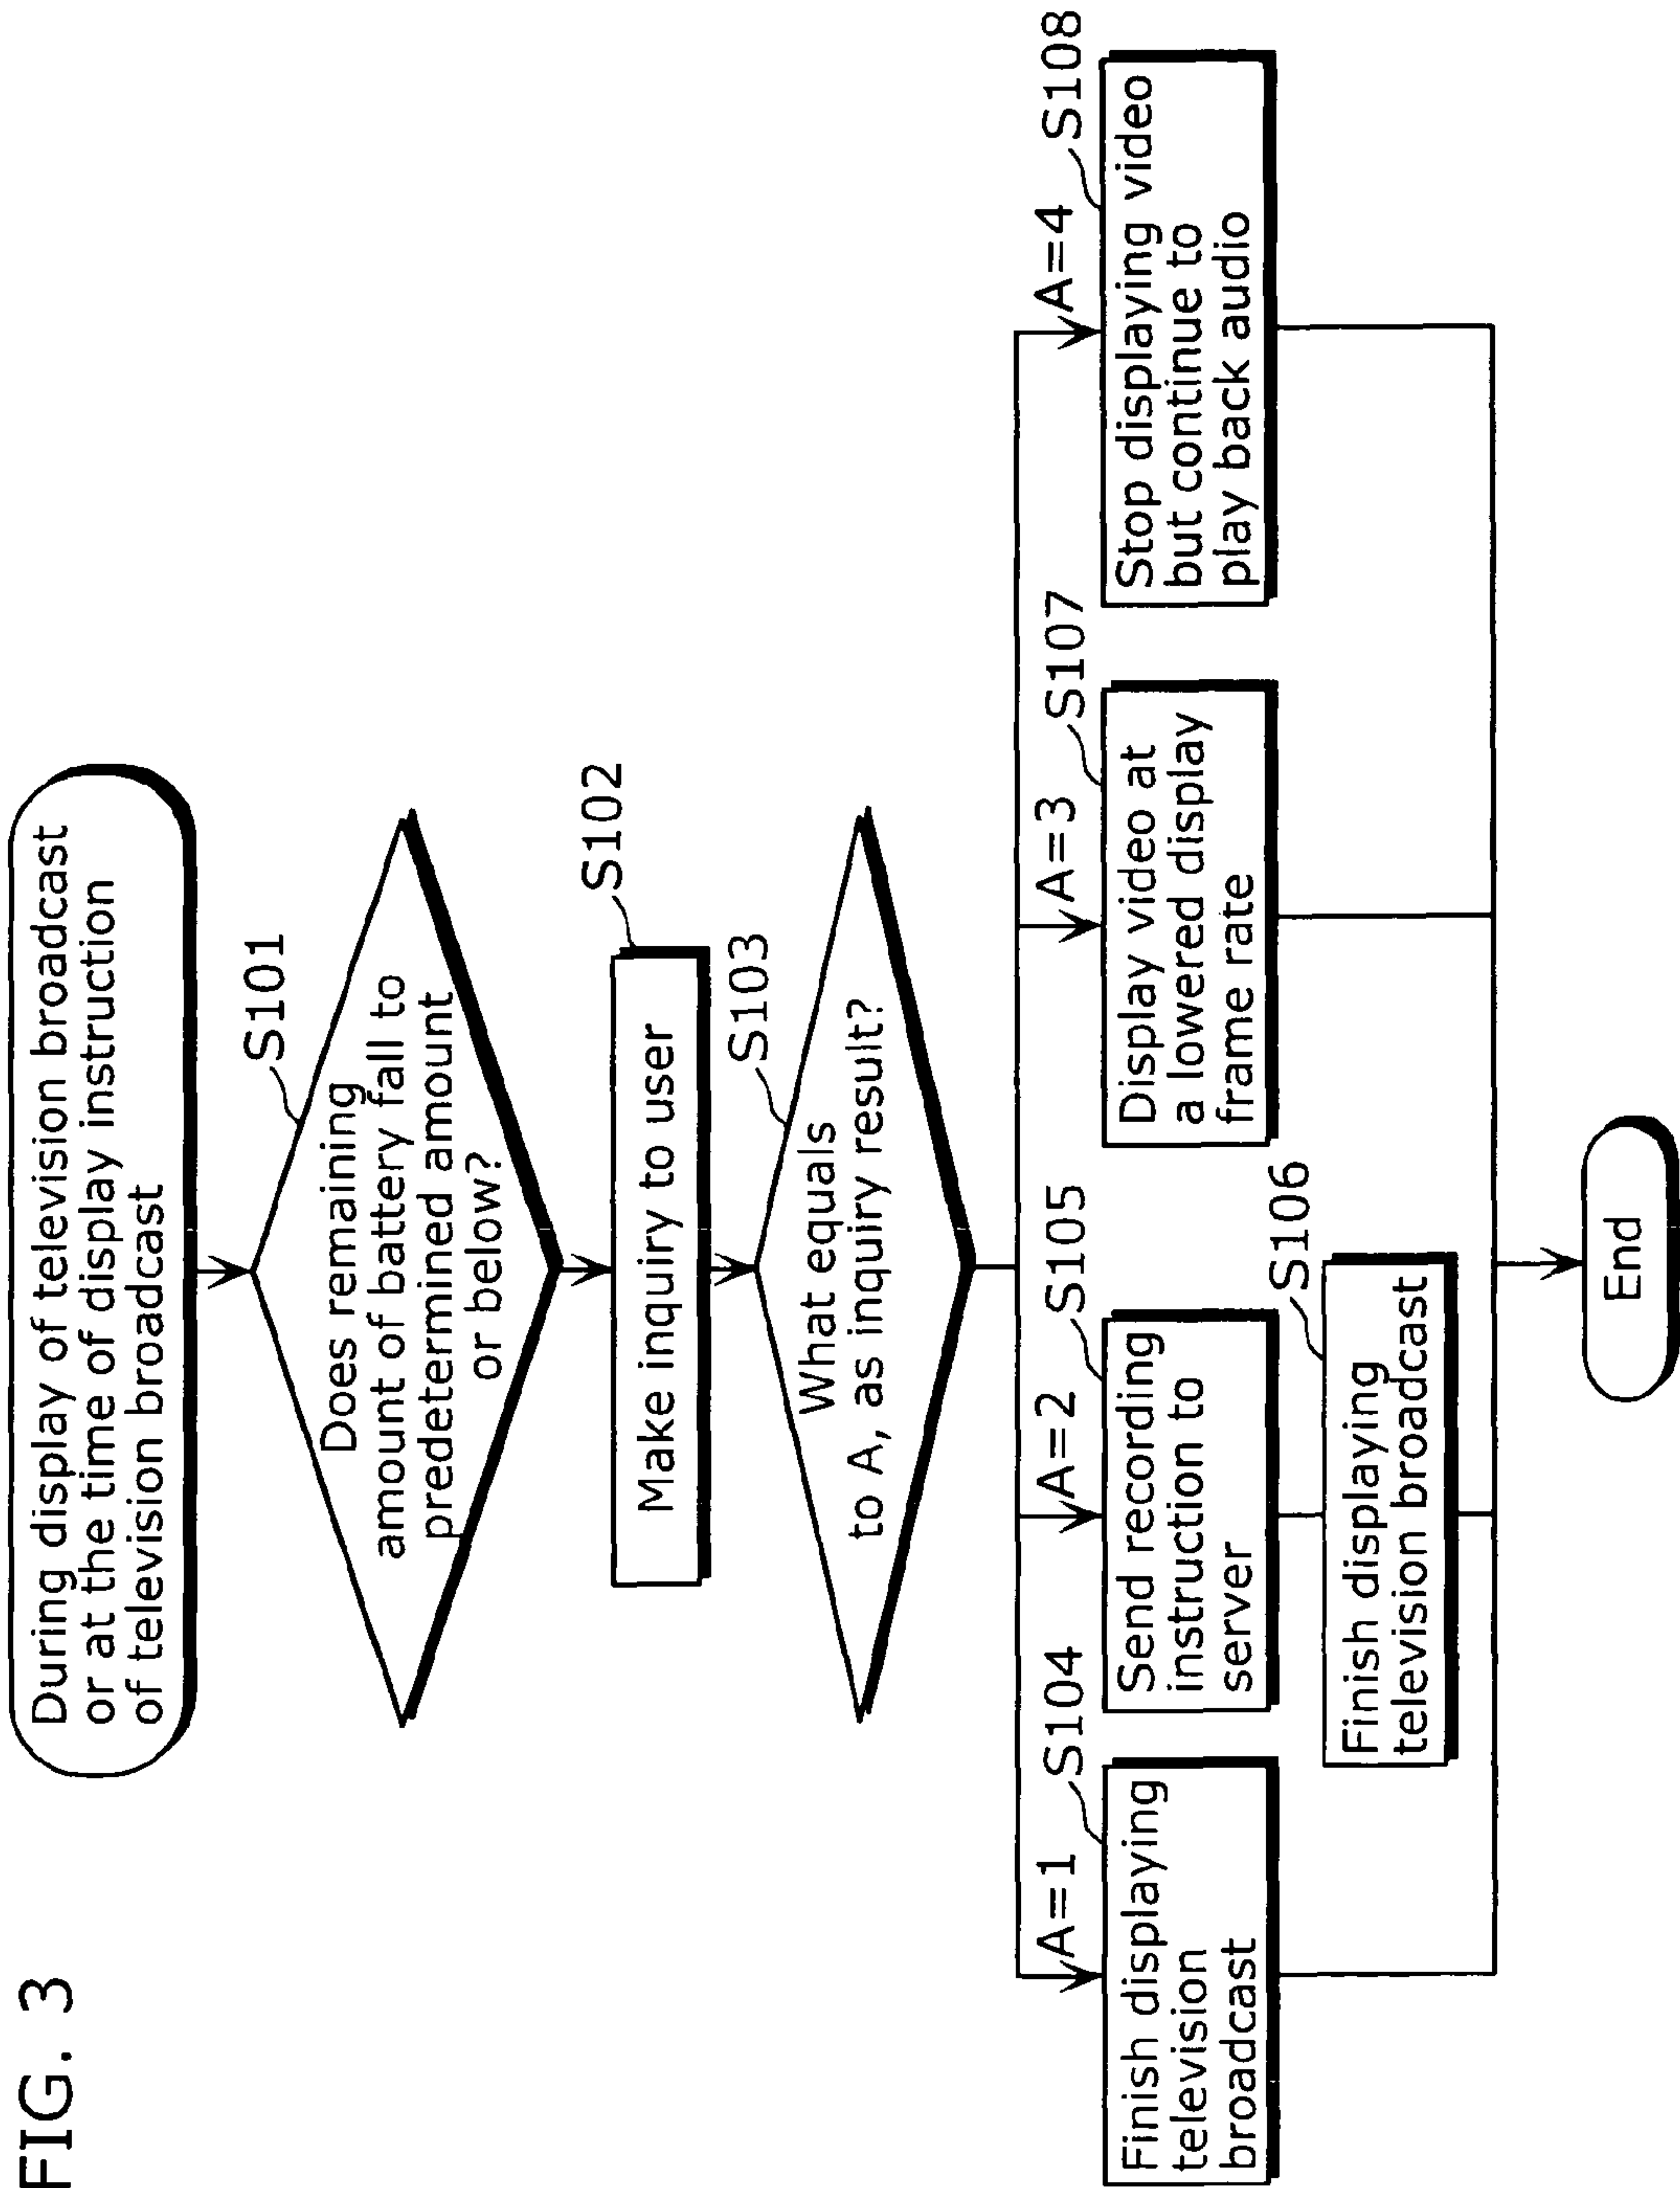 FIG. 3
During display of television broadcast
or at the time of display instruction
of television broadcast
S101
Does remaining
amount of battery fall to
predetermined amount
or below?
S102
Make inquiry to user
S103
What equals
to A, as inquiry result?
A=1
S104
Finish displaying
television
broadcast
A=2
S105
Send recording
instruction to
server
S106
Finish displaying
television broadcast
A=3
S107
Display video at
a lowered display
frame rate
A=4
S108
Stop displaying video
but continue to
play back audio
End